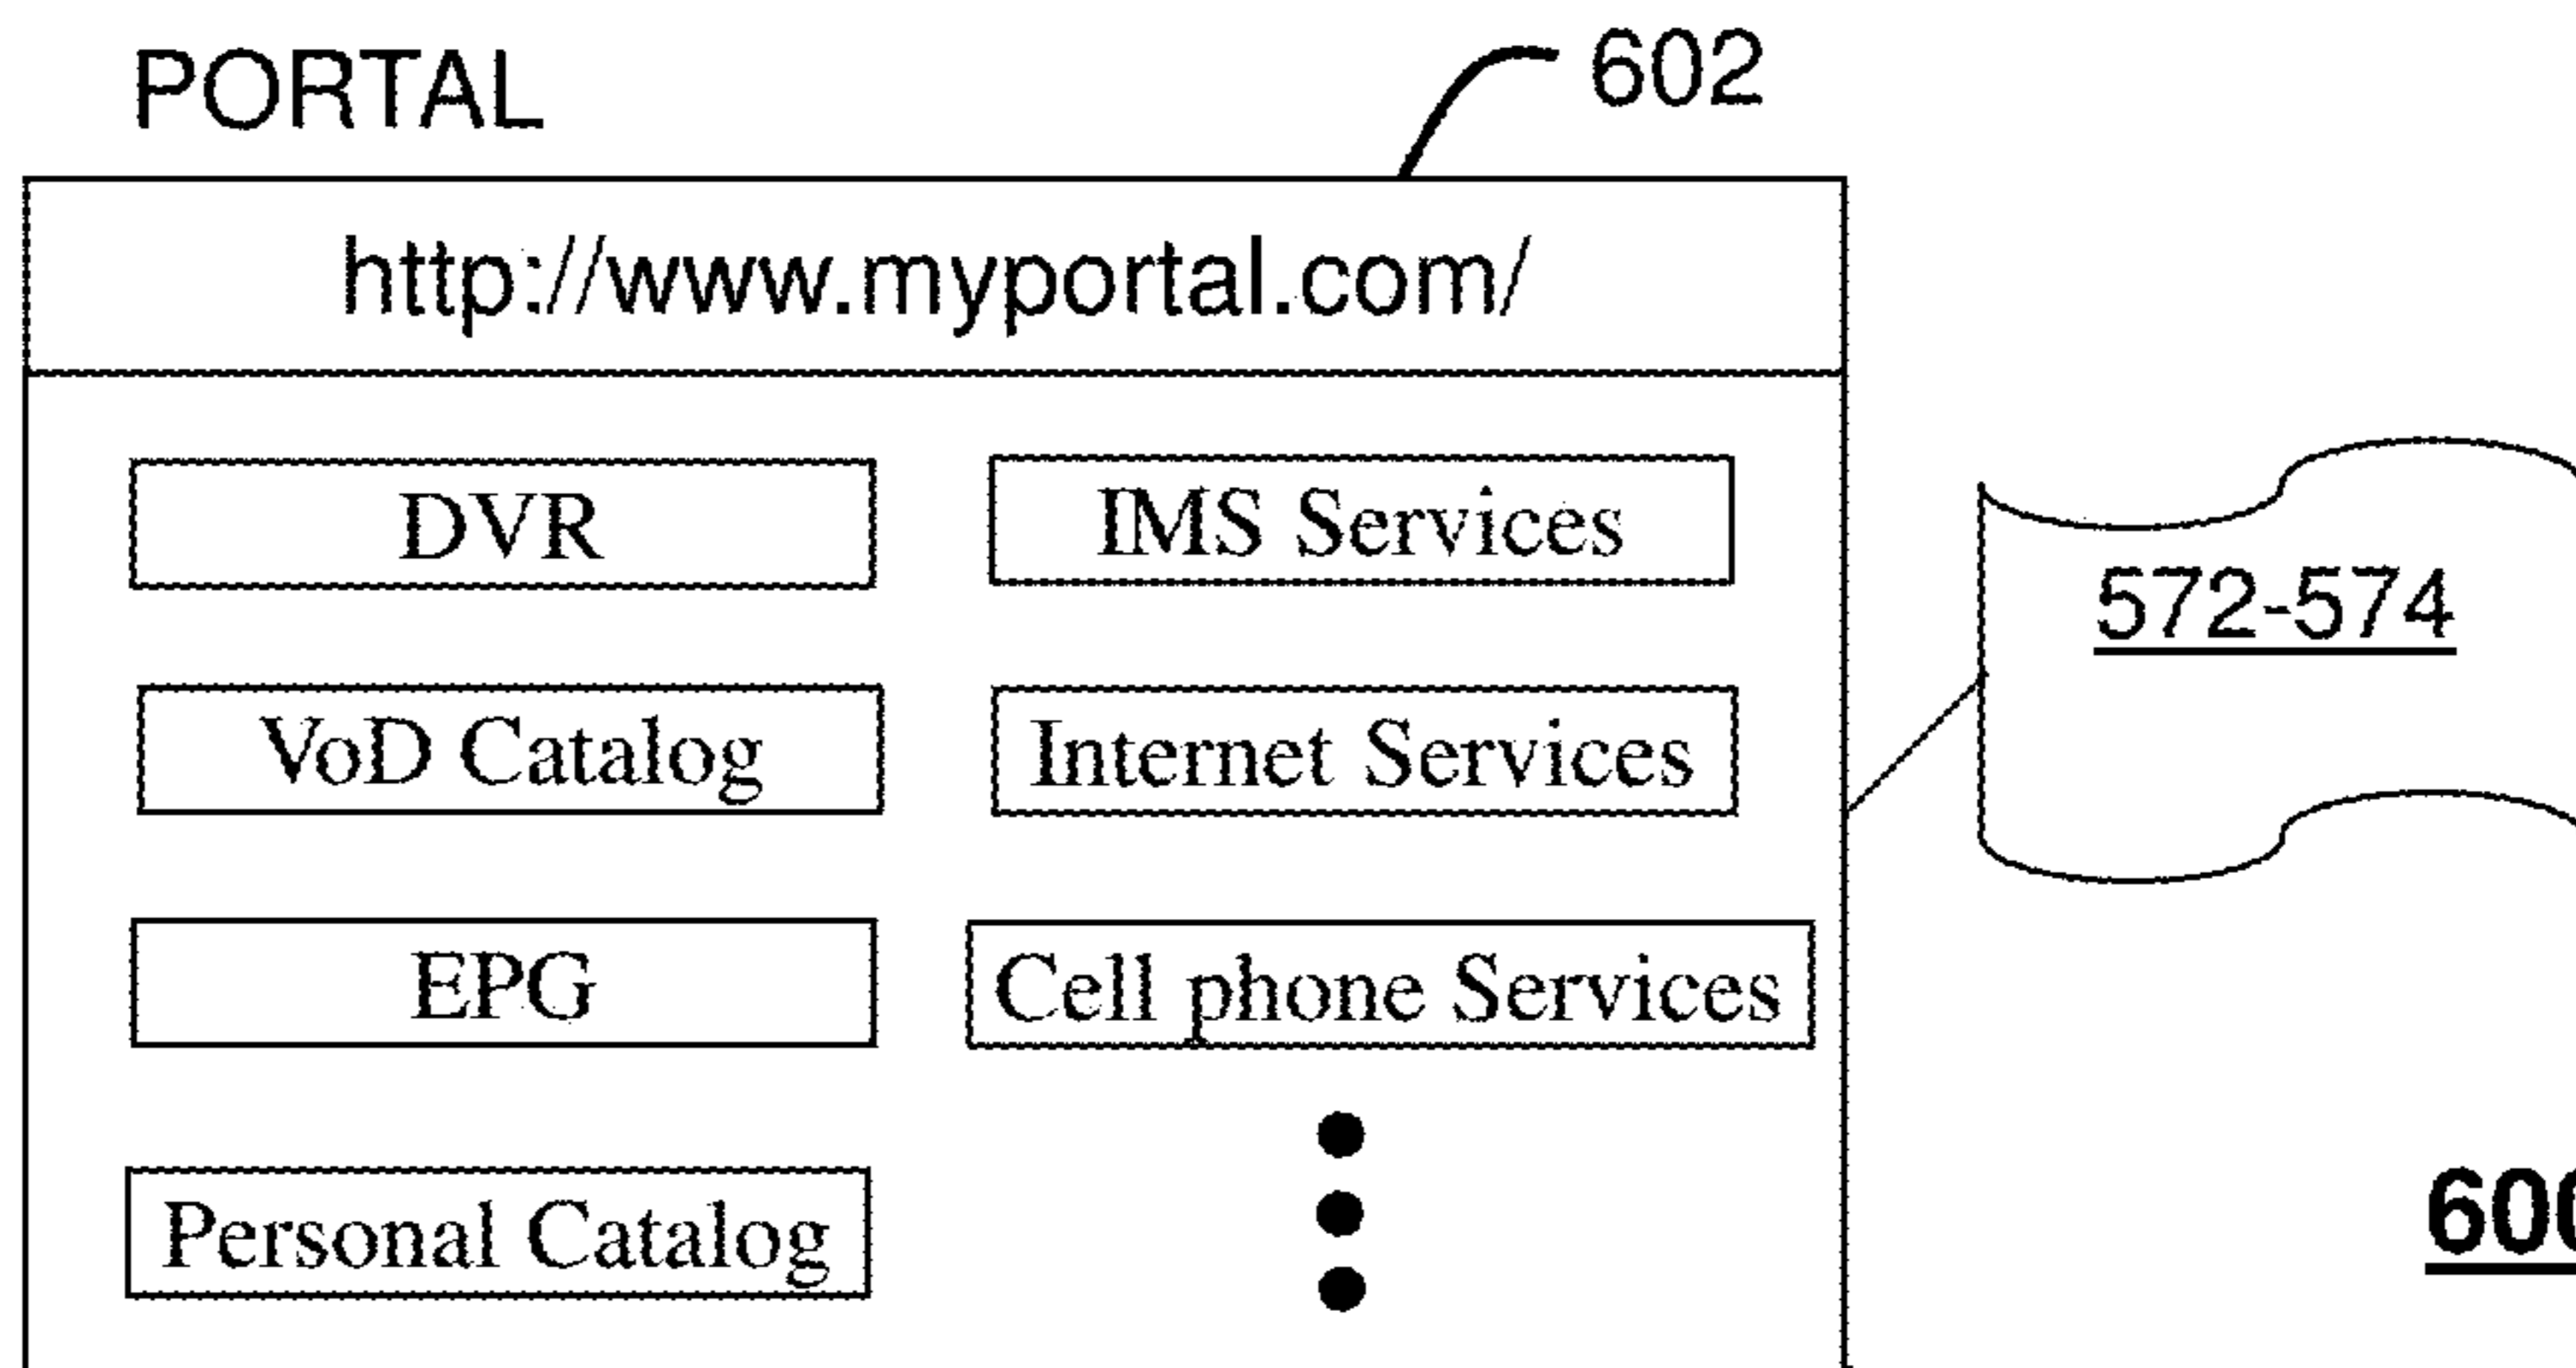 PORTAL
602
http://www.myportal.com/
DVR
IMS Services
572-574
VoD Catalog
Internet Services
EPG
Cell phone Services
Personal Catalog